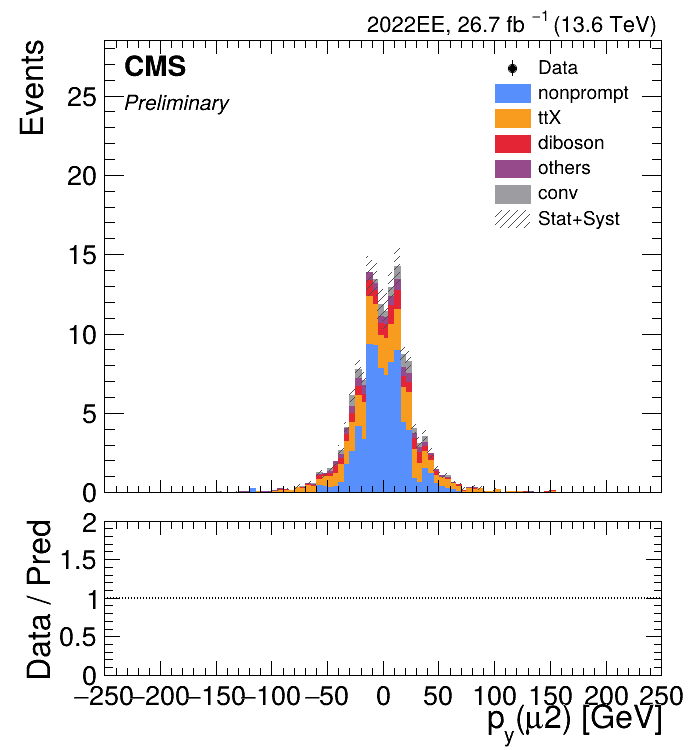 2022EE, 26.7 fb⁻¹ (13.6 TeV)
CMS
Preliminary
Events
25
20
15
10
5
0
Data
nonprompt
ttX
diboson
others
conv
Stat+Syst
Data / Pred
2
1.5
1
0.5
0
−250 −200 −150 −100 −50 0 50 100 150 200 250
p_y(μ2) [GeV]